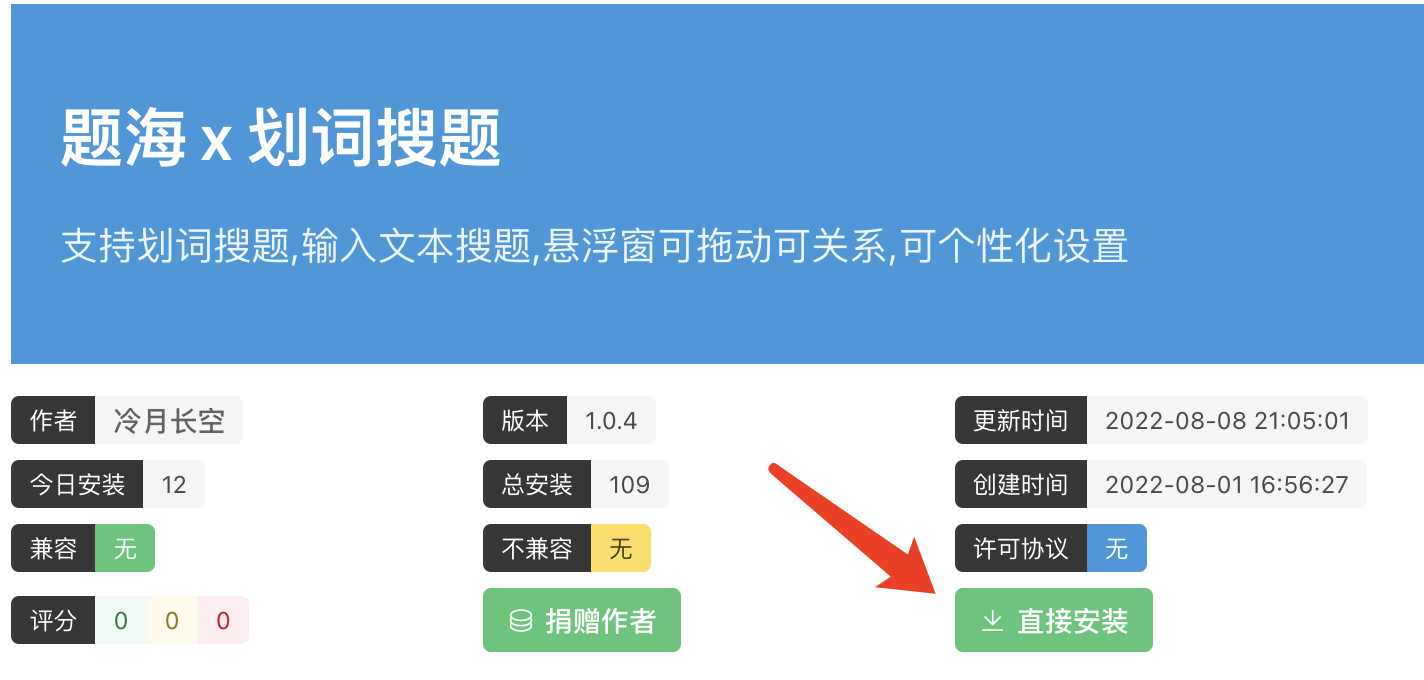 题海 x 划词搜题
支持划词搜题,输入文本搜题,悬浮窗可拖动可关系,可个性化设置
作者 冷月长空 版本 1.0.4 更新时间 2022-08-08 21:05:01
今日安装 12 总安装 109 创建时间 2022-08-01 16:56:27
兼容 无 不兼容 无 许可协议 无
评分 0 0 0 捐赠作者 直接安装